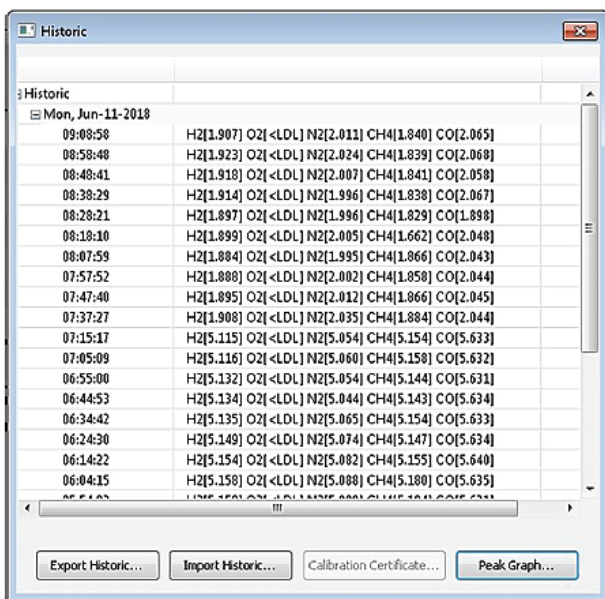 Historic
Historic
Mon, Jun-11-2018
09:08:58 H2[1.907] O2[<LDL] N2[2.011] CH4[1.840] CO[2.065]
08:58:48 H2[1.923] O2[<LDL] N2[2.024] CH4[1.839] CO[2.068]
08:48:41 H2[1.918] O2[<LDL] N2[2.007] CH4[1.841] CO[2.058]
08:38:29 H2[1.914] O2[<LDL] N2[1.996] CH4[1.838] CO[2.067]
08:28:21 H2[1.897] O2[<LDL] N2[1.996] CH4[1.829] CO[1.898]
08:18:10 H2[1.899] O2[<LDL] N2[2.005] CH4[1.662] CO[2.048]
08:07:59 H2[1.884] O2[<LDL] N2[1.995] CH4[1.866] CO[2.043]
07:57:52 H2[1.888] O2[<LDL] N2[2.002] CH4[1.858] CO[2.044]
07:47:40 H2[1.895] O2[<LDL] N2[2.012] CH4[1.866] CO[2.045]
07:37:27 H2[1.908] O2[<LDL] N2[2.035] CH4[1.884] CO[2.044]
07:15:17 H2[5.115] O2[<LDL] N2[5.054] CH4[5.154] CO[5.633]
07:05:09 H2[5.116] O2[<LDL] N2[5.060] CH4[5.158] CO[5.632]
06:55:00 H2[5.132] O2[<LDL] N2[5.054] CH4[5.144] CO[5.631]
06:44:53 H2[5.134] O2[<LDL] N2[5.044] CH4[5.143] CO[5.634]
06:34:42 H2[5.135] O2[<LDL] N2[5.065] CH4[5.154] CO[5.633]
06:24:30 H2[5.149] O2[<LDL] N2[5.074] CH4[5.147] CO[5.634]
06:14:22 H2[5.154] O2[<LDL] N2[5.082] CH4[5.155] CO[5.640]
06:04:15 H2[5.158] O2[<LDL] N2[5.088] CH4[5.180] CO[5.635]
Export Historic... Import Historic... Calibration Certificate... Peak Graph...